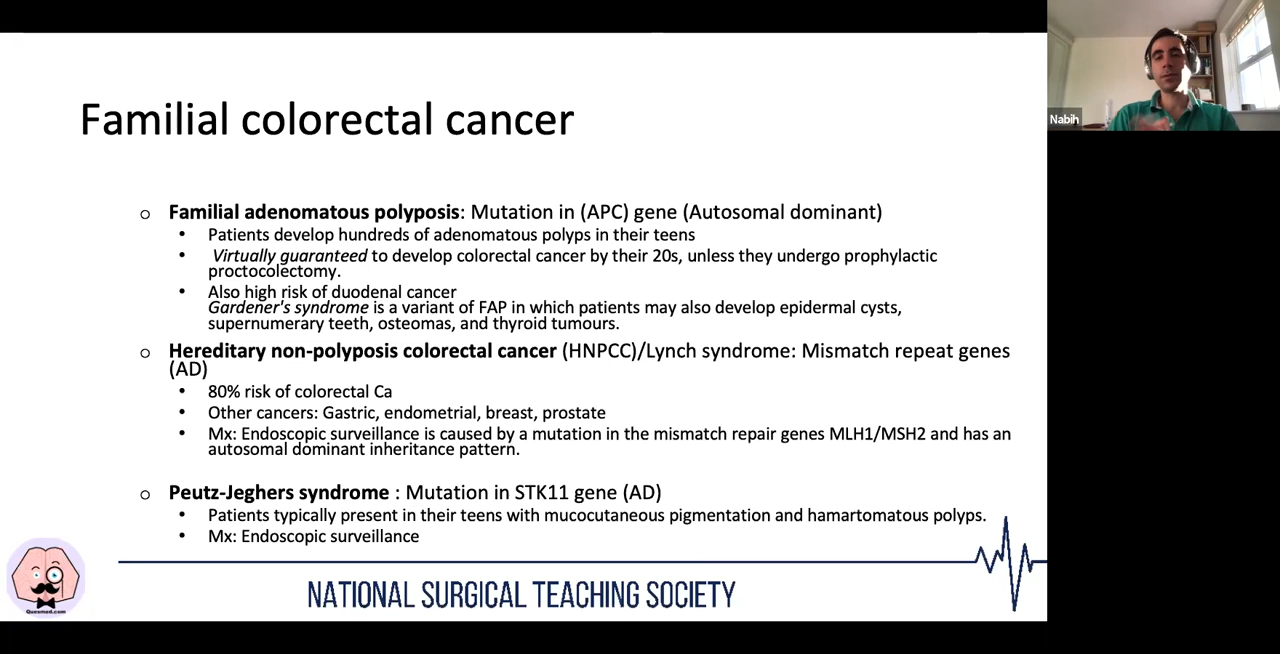 Familial colorectal cancer
Nabih
o Familial adenomatous polyposis: Mutation in (APC) gene (Autosomal dominant)
• Patients develop hundreds of adenomatous polyps in their teens
• Virtually guaranteed to develop colorectal cancer by their 20s, unless they undergo prophylactic
proctocolectomy.
• Also high risk of duodenal cancer
Gardener's syndrome is a variant of FAP in which patients may also develop epidermal cysts,
supernumerary teeth, osteomas, and thyroid tumours.
o Hereditary non-polyposis colorectal cancer (HNPCC)/Lynch syndrome: Mismatch repeat genes
(AD)
• 80% risk of colorectal Ca
• Other cancers: Gastric, endometrial, breast, prostate
• Mx: Endoscopic surveillance is caused by a mutation in the mismatch repair genes MLH1/MSH2 and has an
autosomal dominant inheritance pattern.
o Peutz-Jeghers syndrome : Mutation in STK11 gene (AD)
• Patients typically present in their teens with mucocutaneous pigmentation and hamartomatous polyps.
• Mx: Endoscopic surveillance
NATIONAL SURGICAL TEACHING SOCIETY
Quesmed.com